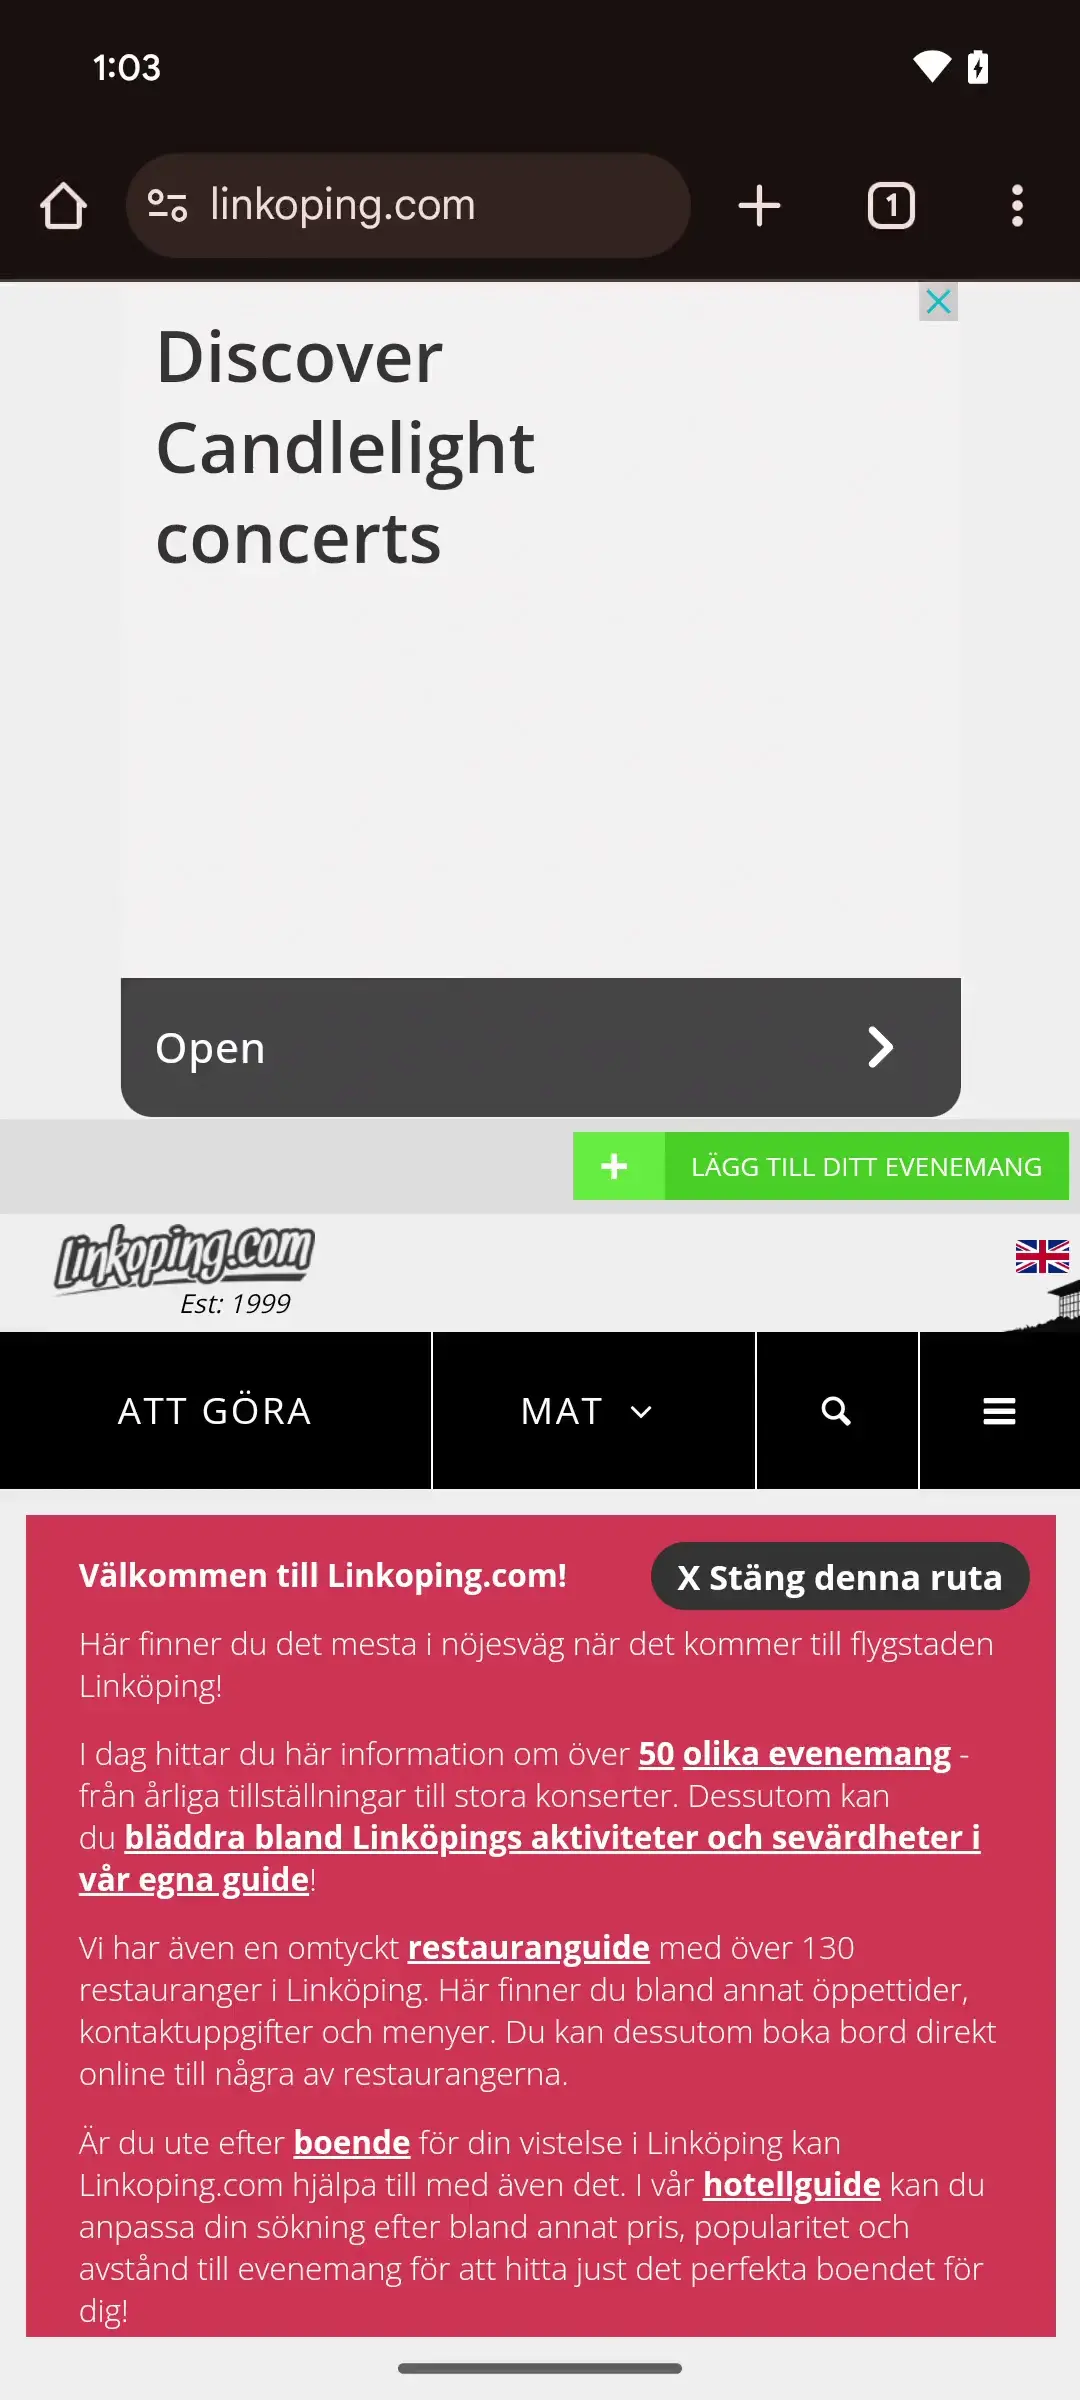 1:03
linkoping.com
1
Discover
Candlelight
concerts
Open
+ LÄGG TILL DITT EVENEMANG
linkoping.com
Est: 1999
ATT GÖRA
MAT
Välkommen till Linkoping.com!
X Stäng denna ruta
Här finner du det mesta i nöjesväg när det kommer till flygstaden
Linköping!
I dag hittar du här information om över 50 olika evenemang -
från årliga tillställningar till stora konserter. Dessutom kan
du bläddra bland Linköpings aktiviteter och sevärdheter i
vår egna guide!
Vi har även en omtyckt restauranguide med över 130
restauranger i Linköping. Här finner du bland annat öppettider,
kontaktuppgifter och menyer. Du kan dessutom boka bord direkt
online till några av restaurangerna.
Är du ute efter boende för din vistelse i Linköping kan
Linkoping.com hjälpa till med även det. I vår hotellguide kan du
anpassa din sökning efter bland annat pris, popularitet och
avstånd till evenemang för att hitta just det perfekta boendet för
dig!